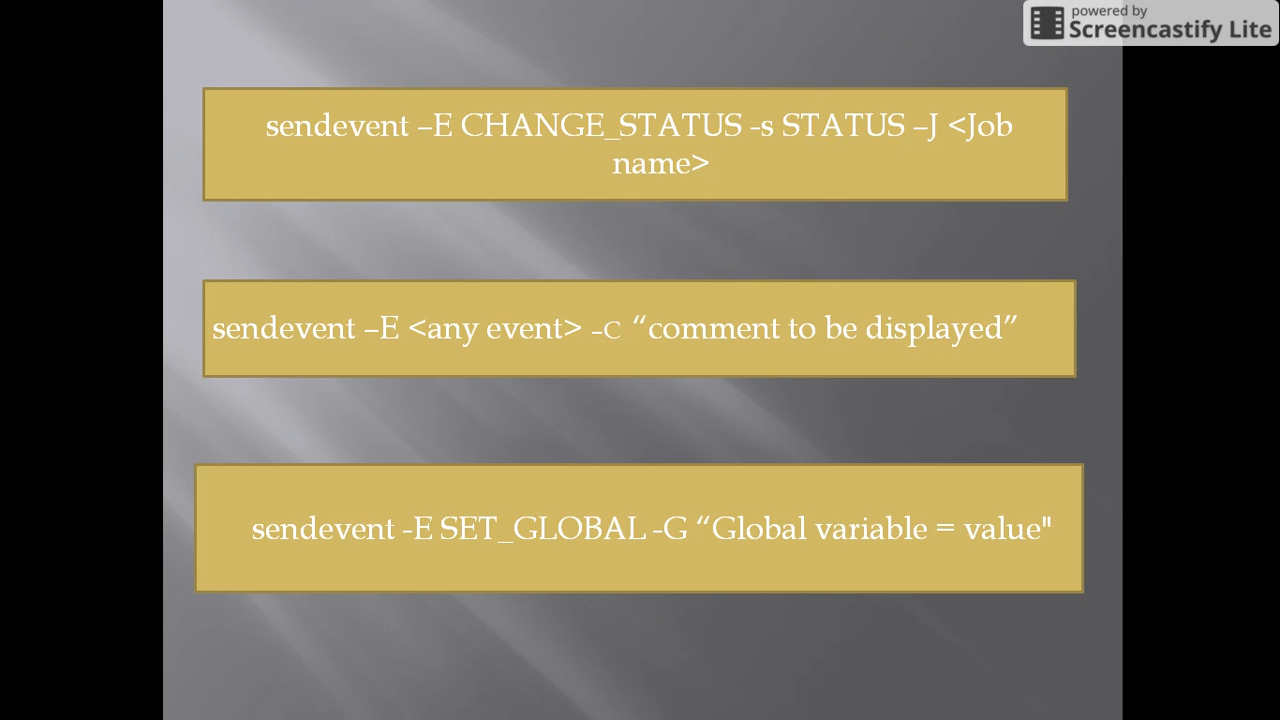 powered by
Screencastify Lite
sendevent –E CHANGE_STATUS -s STATUS –J <Job
name>
sendevent –E <any event> -C “comment to be displayed”
sendevent -E SET_GLOBAL -G “Global variable = value"